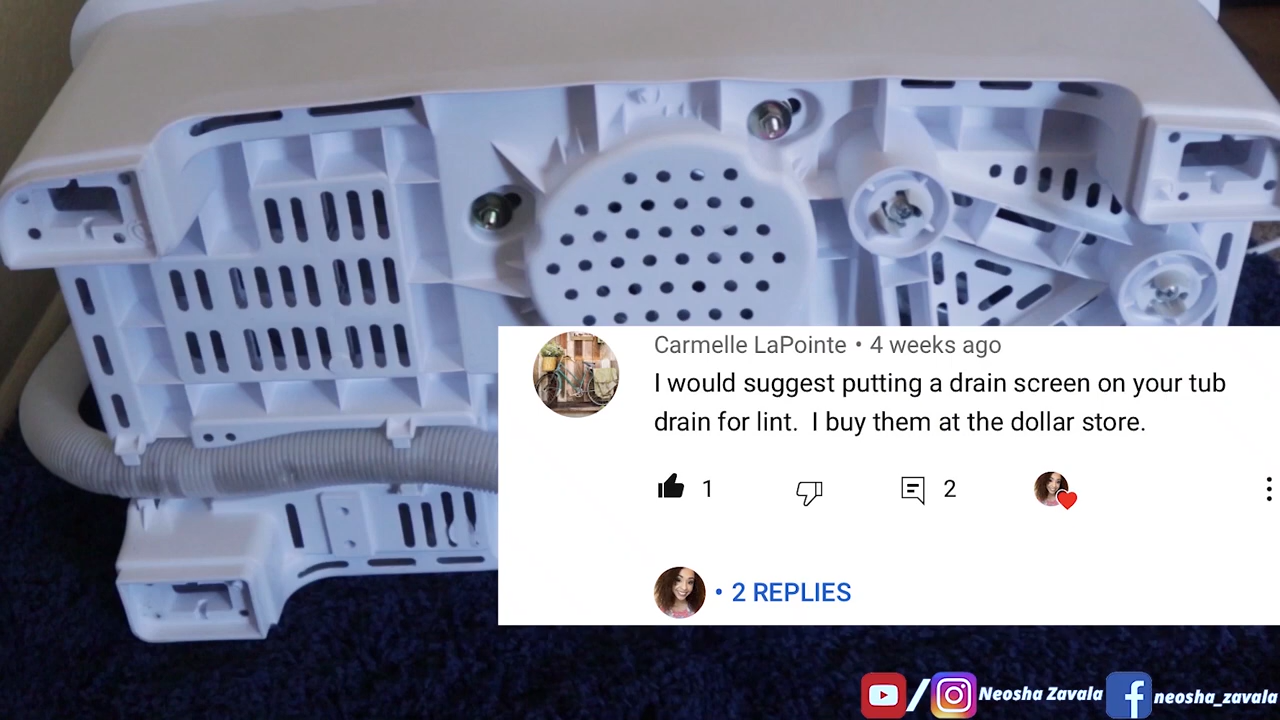 Carmelle LaPointe • 4 weeks ago
I would suggest putting a drain screen on your tub
drain for lint.  I buy them at the dollar store.
1
2
• 2 REPLIES
Neosha Zavala
neosha_zavala